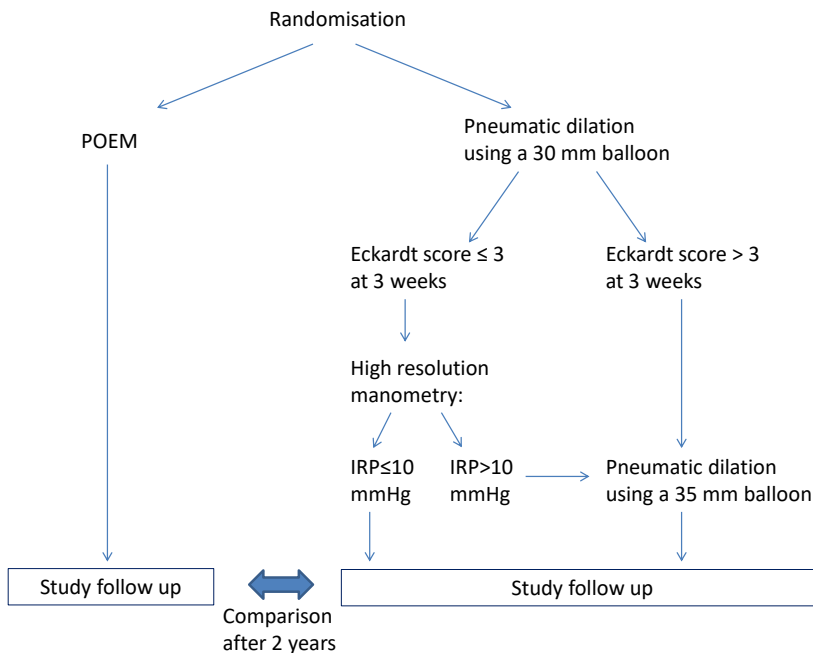 Randomisation
POEM
Pneumatic dilation
using a 30 mm balloon
Eckardt score ≤ 3
at 3 weeks
Eckardt score > 3
at 3 weeks
High resolution
manometry:
IRP≤10
mmHg
IRP>10
mmHg
Pneumatic dilation
using a 35 mm balloon
Study follow up
Comparison
after 2 years
Study follow up